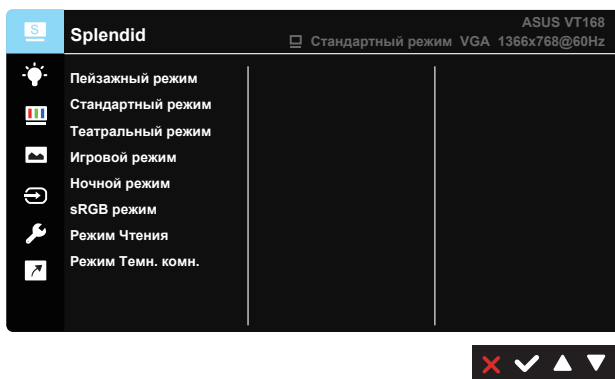 S
Splendid
ASUS VT168
Стандартный режим VGA 1366x768@60Hz
Пейзажный режим
Стандартный режим
Театральный режим
Игровой режим
Ночной режим
sRGB режим
Режим Чтения
Режим Темн. комн.